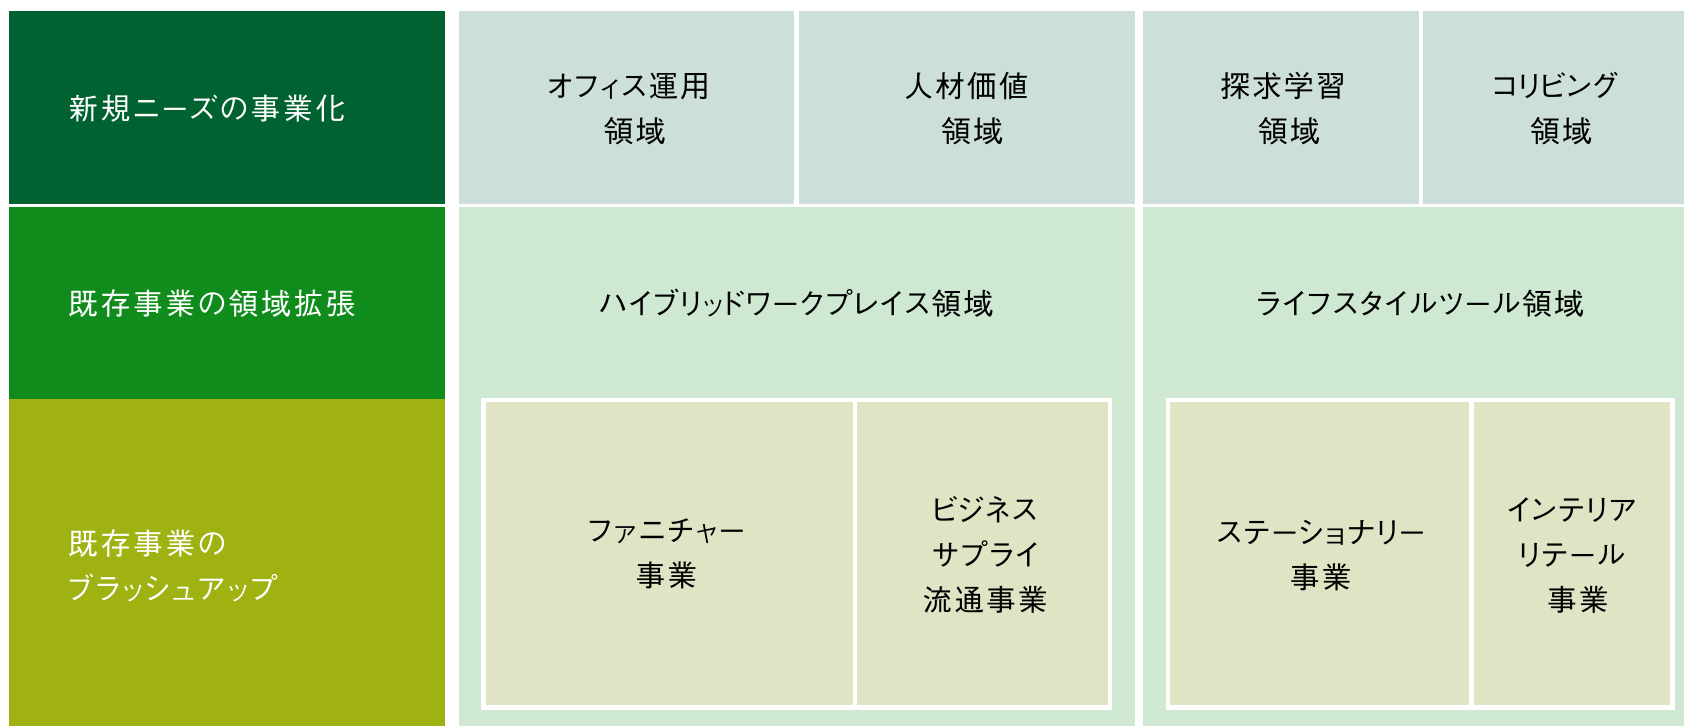 新規ニーズの事業化
オフィス運用
領域
人材価値
領域
探求学習
領域
コリビング
領域
既存事業の領域拡張
ハイブリッドワークプレイス領域
ライフスタイルツール領域
既存事業の
ブラッシュアップ
ファニチャー
事業
ビジネス
サプライ
流通事業
ステーショナリー
事業
インテリア
リテール
事業